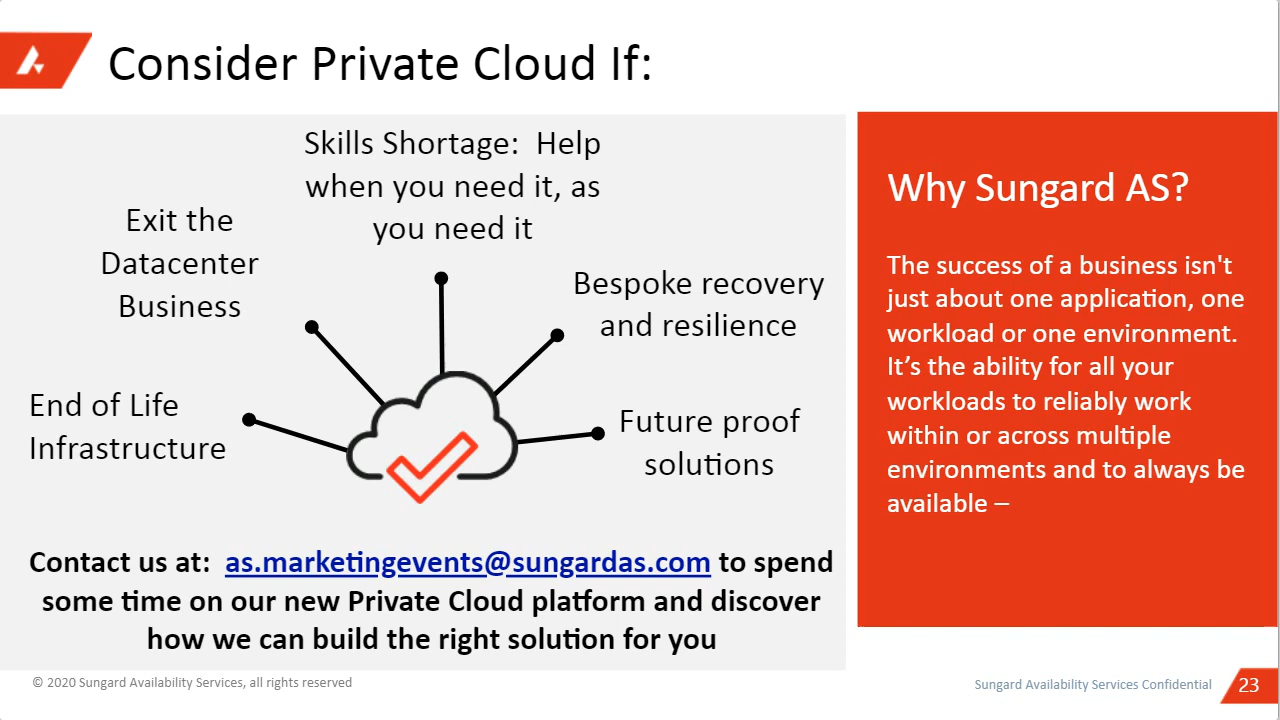 Consider Private Cloud If:
Skills Shortage:  Help
when you need it, as
you need it
Exit the
Datacenter
Business
Bespoke recovery
and resilience
End of Life
Infrastructure
Future proof
solutions
Contact us at:  as.marketingevents@sungardas.com to spend
some time on our new Private Cloud platform and discover
how we can build the right solution for you
Why Sungard AS?
The success of a business isn't
just about one application, one
workload or one environment.
It’s the ability for all your
workloads to reliably work
within or across multiple
environments and to always be
available –
© 2020 Sungard Availability Services, all rights reserved
Sungard Availability Services Confidential
23